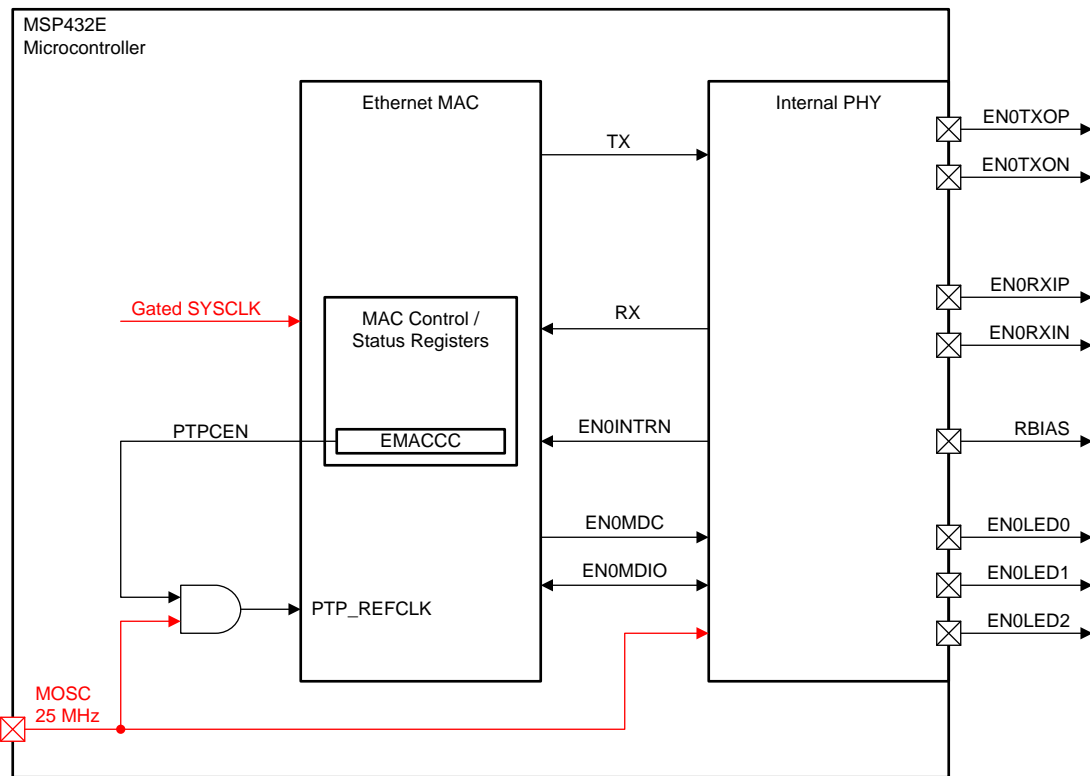 MSP432E
Microcontroller
Ethernet MAC
Internal PHY
EN0TXOP
TX
EN0TXON
EN0RXIP
Gated SYSCLK
MAC Control /
Status Registers
RX
EN0RXIN
PTPCEN
EMACCC
EN0INTRN
RBIAS
EN0MDC
EN0LED0
EN0MDIO
EN0LED1
PTP_REFCLK
EN0LED2
MOSC
25 MHz